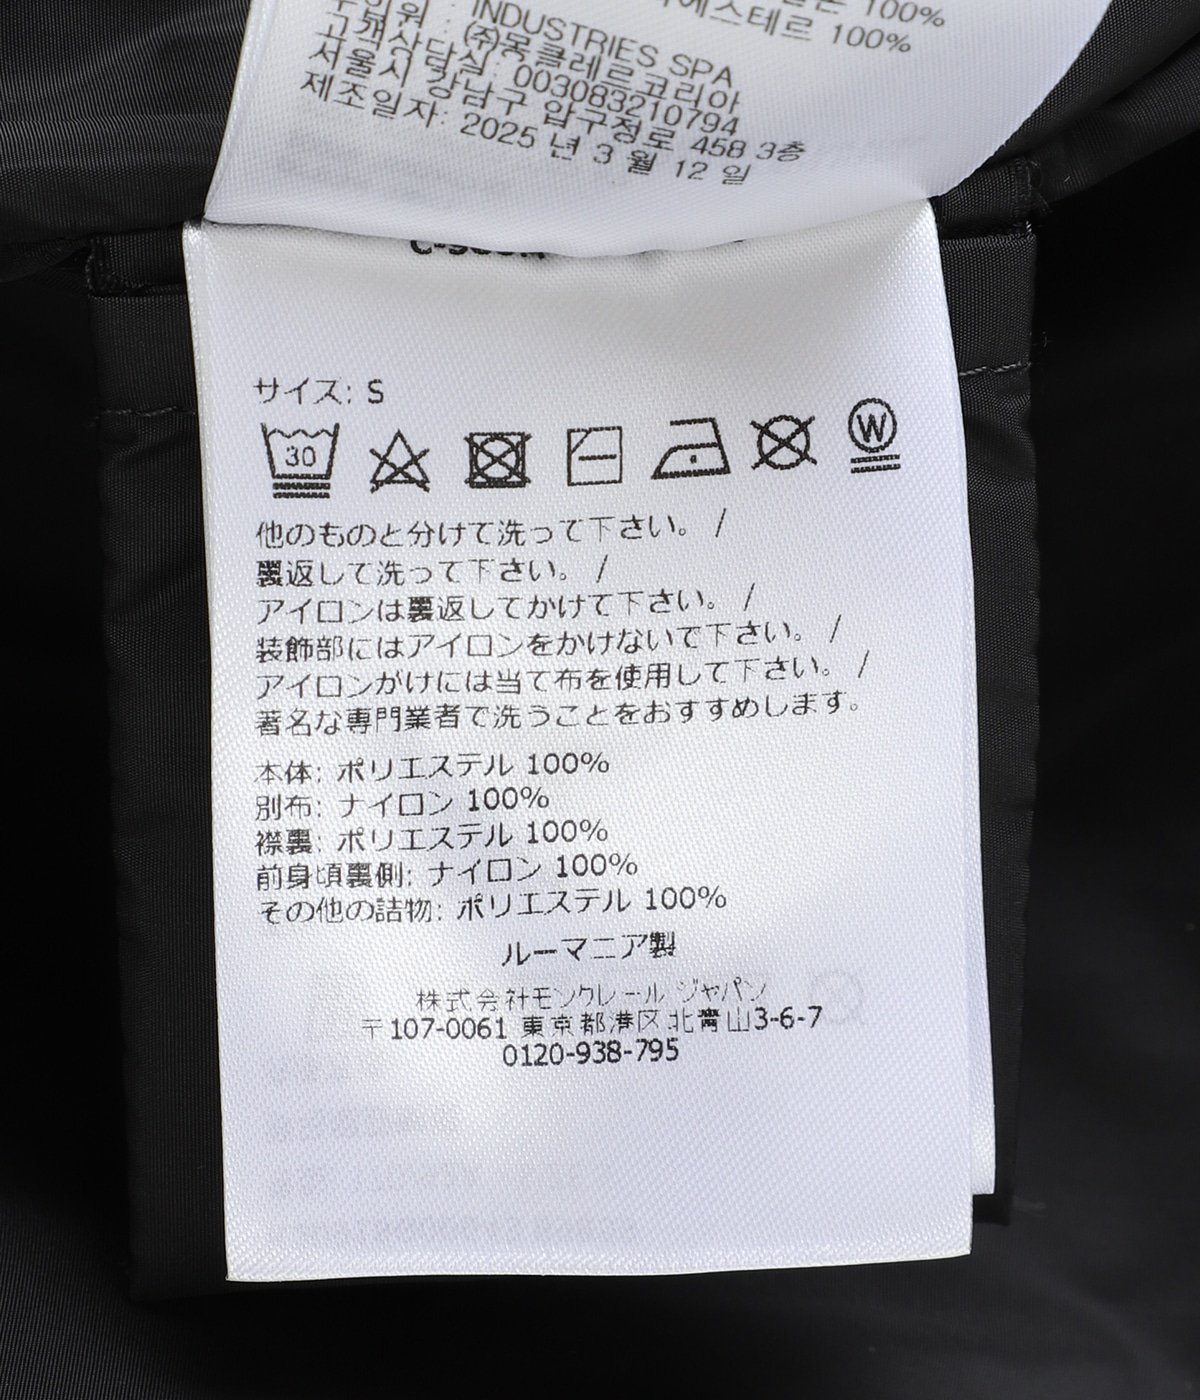 100%
100%
INDUSTRIES SPA
고객상담실: 003083210794
(주)몽클레르코리아
서울시 강남구 압구정로 458 3층
제조일자: 2025 년 3 월 12 일
サイズ: S
30
W
他のものと分けて洗って下さい。 /
裏返して洗って下さい。 /
アイロンは裏返してかけて下さい。 /
装飾部にはアイロンをかけないで下さい。 /
アイロンがけには当て布を使用して下さい。 /
著名な専門業者で洗うことをおすすめします。
本体: ポリエステル 100%
別布: ナイロン 100%
襟裏: ポリエステル 100%
前身頃裏側: ナイロン 100%
その他の詰物: ポリエステル 100%
ルーマニア製
株式会社モンクレール ジャパン
〒107-0061 東京都港区北青山3-6-7
0120-938-795